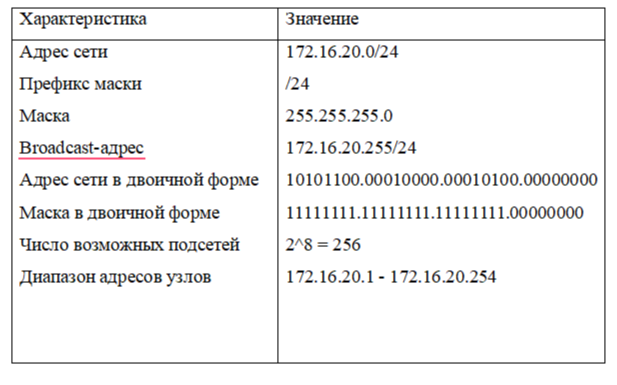 Характеристика Значение
Адрес сети 172.16.20.0/24
Префикс маски /24
Маска 255.255.255.0
Broadcast-адрес 172.16.20.255/24
Адрес сети в двоичной форме 10101100.00010000.00010100.00000000
Маска в двоичной форме 11111111.11111111.11111111.00000000
Число возможных подсетей 2^8 = 256
Диапазон адресов узлов 172.16.20.1 - 172.16.20.254